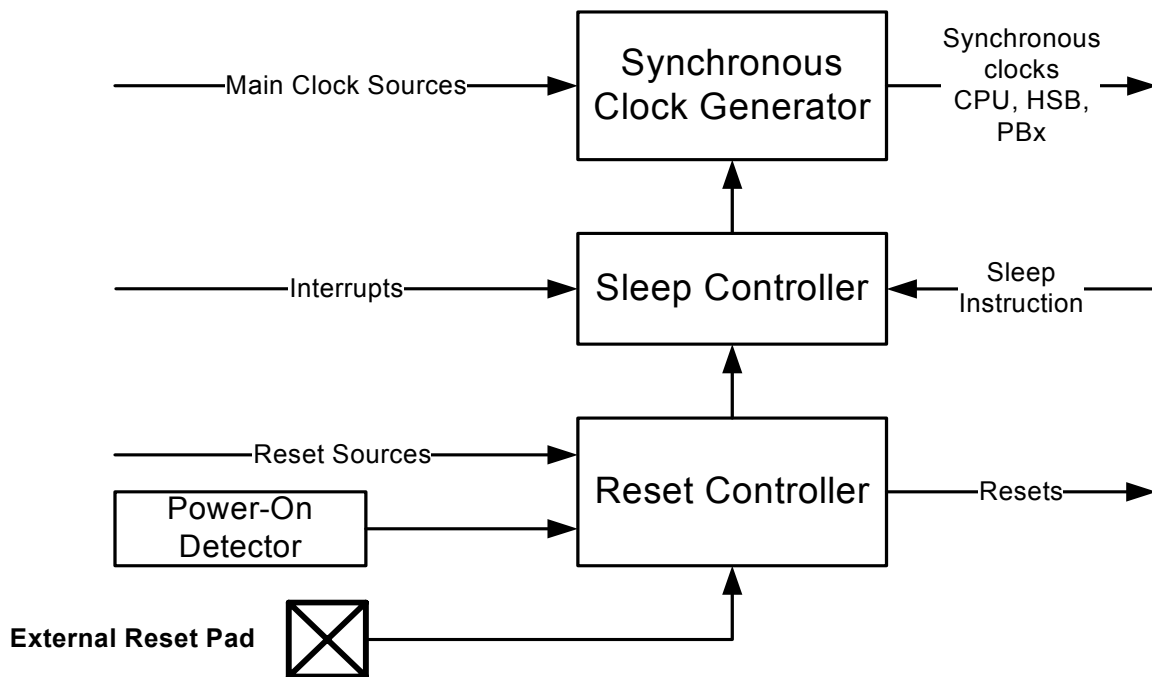 Main Clock Sources
Synchronous
Clock Generator
Synchronous
clocks
CPU, HSB,
PBx
Interrupts
Sleep Controller
Sleep
Instruction
Reset Sources
Power-On
Detector
Reset Controller
Resets
External Reset Pad